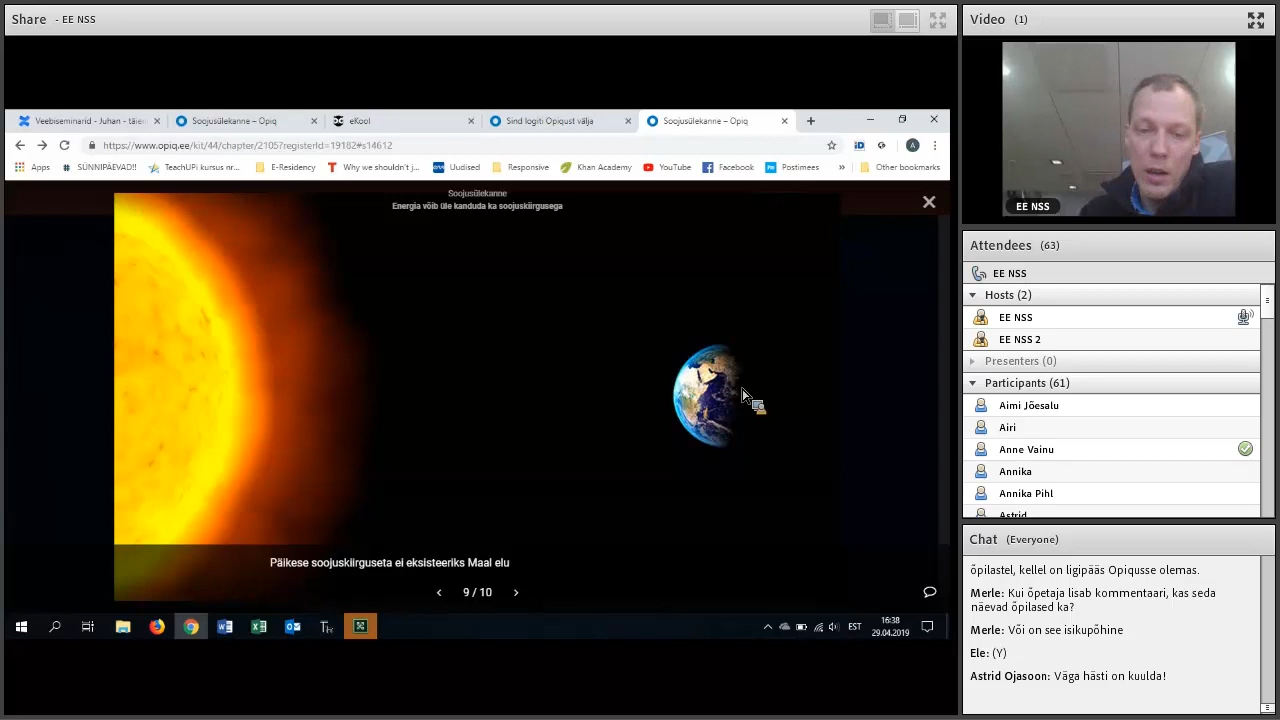 Share - EE NSS
Video (1)
Veebiseminarid - Juhan - täien
Soojusülekanne – Opiq
eKool
Sind logiti Opiqust välja
Soojusülekanne – Opiq
https://www.opiq.ee/kit/44/chapter/2105?registerId=19182#s14612
Apps
SÜNNIPÄEVAD!!
TeachUP! kursus nr...
E-Residency
Why we shouldn't j...
Uudised
Responsive
Khan Academy
YouTube
Facebook
Postimees
»
Other bookmarks
Soojusülekanne
Energia võib üle kanduda ka soojuskiirgusega
Päikese soojuskiirguseta ei eksisteeriks Maal elu
9 / 10
EST
16:38
29.04.2019
EE NSS
Attendees (63)
EE NSS
Hosts (2)
EE NSS
EE NSS 2
Presenters (0)
Participants (61)
Aimi Jõesalu
Airi
Anne Vainu
Annika
Annika Pihl
Astrid
Chat (Everyone)
õpilastel, kellel on ligipääs Opiqusse olemas.
Merle: Kui õpetaja lisab kommentaari, kas seda
näevad õpilased ka?
Merle: Või on see isikupõhine
Ele: (Y)
Astrid Ojasoon: Väga hästi on kuulda!